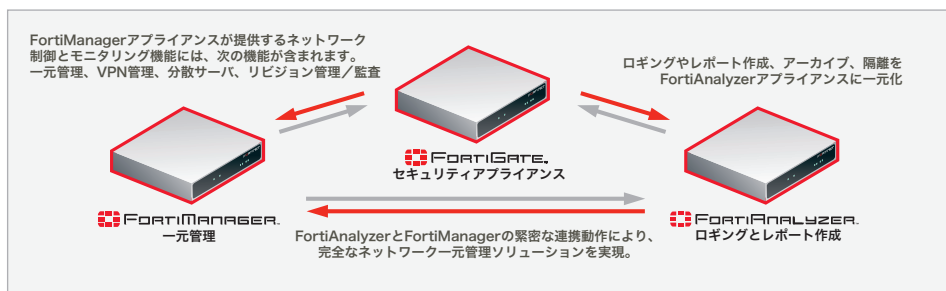 FortiManagerアプライアンスが提供するネットワーク
制御とモニタリング機能には、次の機能が含まれます。
一元管理、VPN管理、分散サーバ、リビジョン管理／監査
ロギングやレポート作成、アーカイブ、隔離を
FortiAnalyzerアプライアンスに一元化
FORTIGATE
セキュリティアプライアンス
FORTIMANAGER
一元管理
FORTIANALYZER
ロギングとレポート作成
FortiAnalyzerとFortiManagerの緊密な連携動作により、
完全なネットワーク一元管理ソリューションを実現。